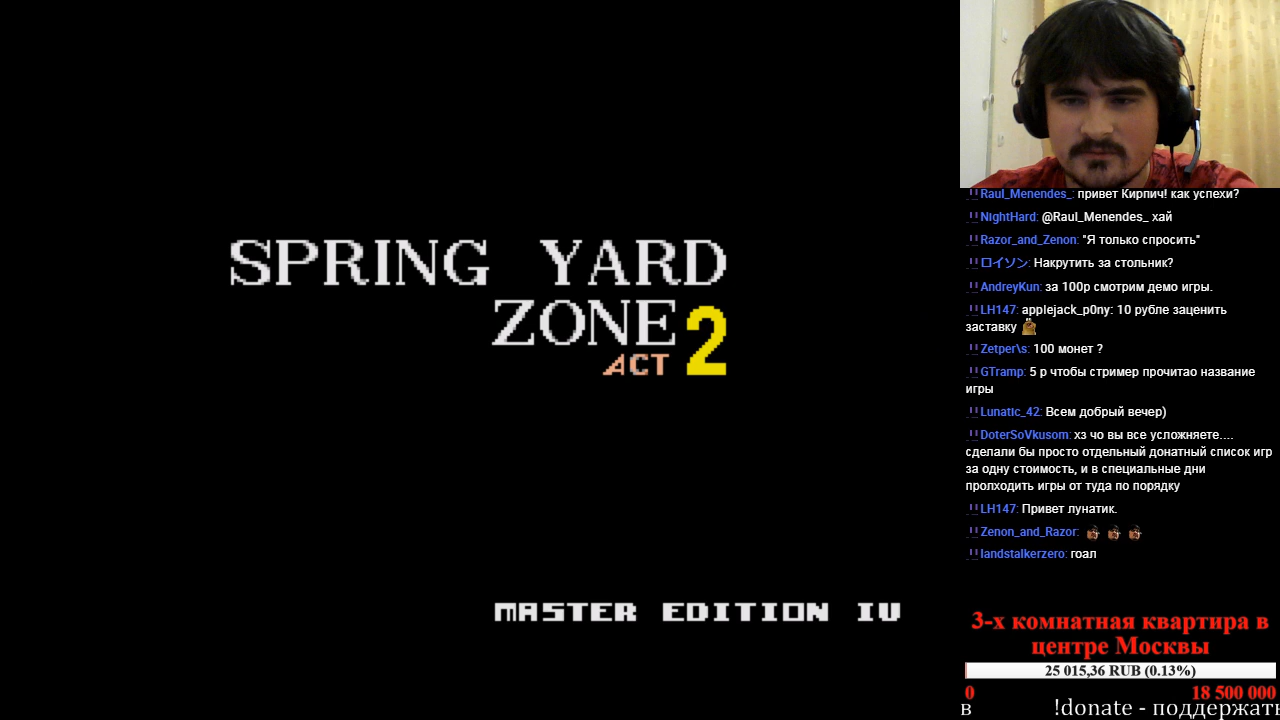 SPRING YARD
ZONE
ACT 2
MASTER EDITION IV
Raul_Menendes_: привет Кирпич! как успехи?
NightHard: @Raul_Menendes_ хай
Razor_and_Zenon: "Я только спросить"
ロイソン: Накрутить за стольник?
AndreyKun: за 100р смотрим демо игры.
LH147: applejack_p0ny: 10 рубле заценить
заставку
Zetper\s: 100 монет ?
GTramp: 5 р чтобы стример прочитао название
игры
Lunatic_42: Всем добрый вечер)
DoterSoVkusom: хз чо вы все усложняете....
сделали бы просто отдельный донатный список игр
за одну стоимость, и в специальные дни
пролходить игры от туда по порядку
LH147: Привет лунатик.
Zenon_and_Razor:
landstalkerzero: гоал
3-х комнатная квартира в
центре Москвы
25 015,36 RUB (0.13%)
0 18 500 000
в !donate - поддержать